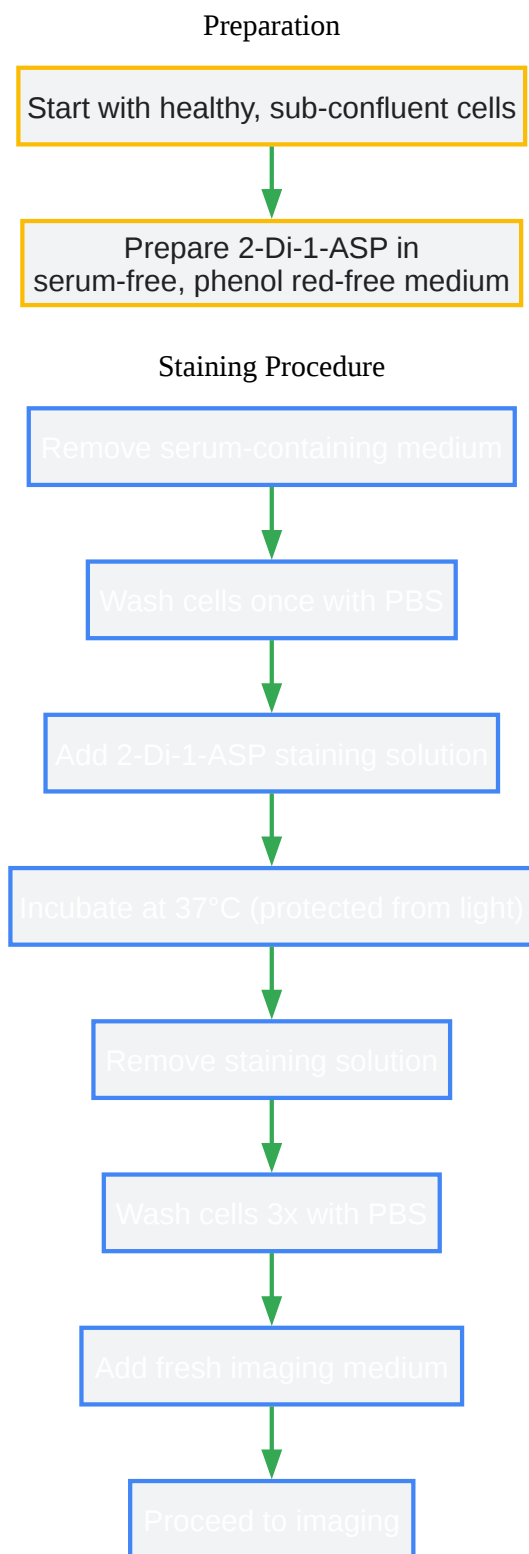 Preparation
Start with healthy, sub-confluent cells
Prepare 2-Di-1-ASP in
serum-free, phenol red-free medium
Staining Procedure
Remove serum-containing medium
Wash cells once with PBS
Add 2-Di-1-ASP staining solution
Incubate at 37°C (protected from light)
Remove staining solution
Wash cells 3x with PBS
Add fresh imaging medium
Proceed to imaging